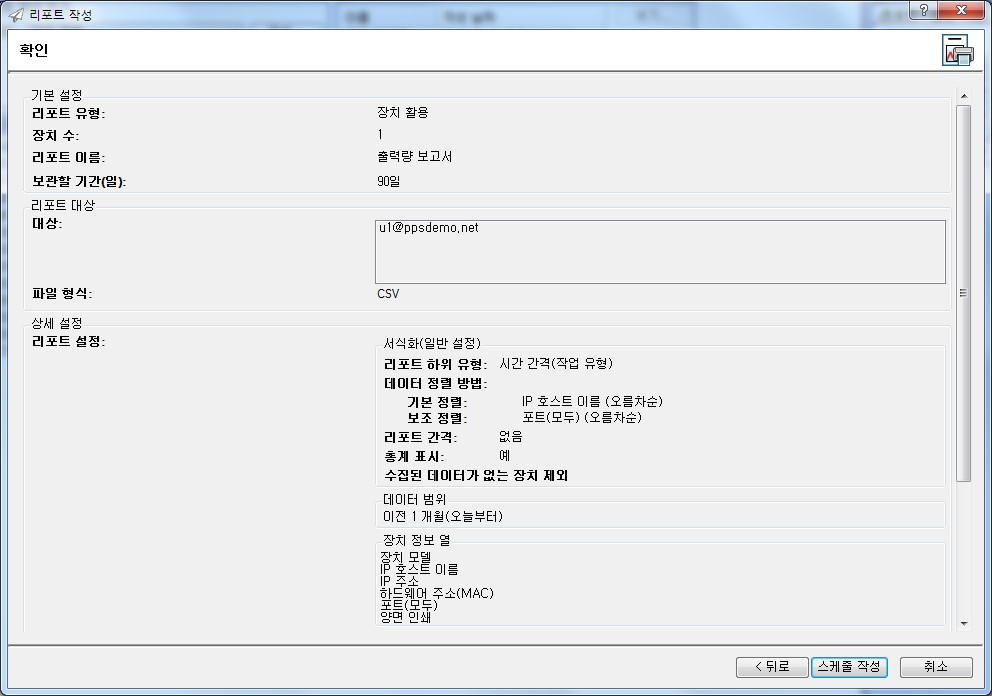 리포트 작성
확인
기본 설정
리포트 유형: 장치 활용
장치 수: 1
리포트 이름: 출력량 보고서
보관할 기간(일): 90일
리포트 대상
대상: u1@ppsdemo.net
파일 형식: CSV
상세 설정
리포트 설정:
서식화(일반 설정)
리포트 하위 유형: 시간 간격(작업 유형)
데이터 정렬 방법:
기본 정렬: IP 호스트 이름 (오름차순)
보조 정렬: 포트(모두) (오름차순)
리포트 간격: 없음
총계 표시: 예
수집된 데이터가 없는 장치 제외
데이터 범위
이전 1 개월(오늘부터)
장치 정보 열
장치 모델
IP 호스트 이름
IP 주소
하드웨어 주소(MAC)
포트(모두)
양면 인쇄
< 뒤로 스케줄 작성 취소